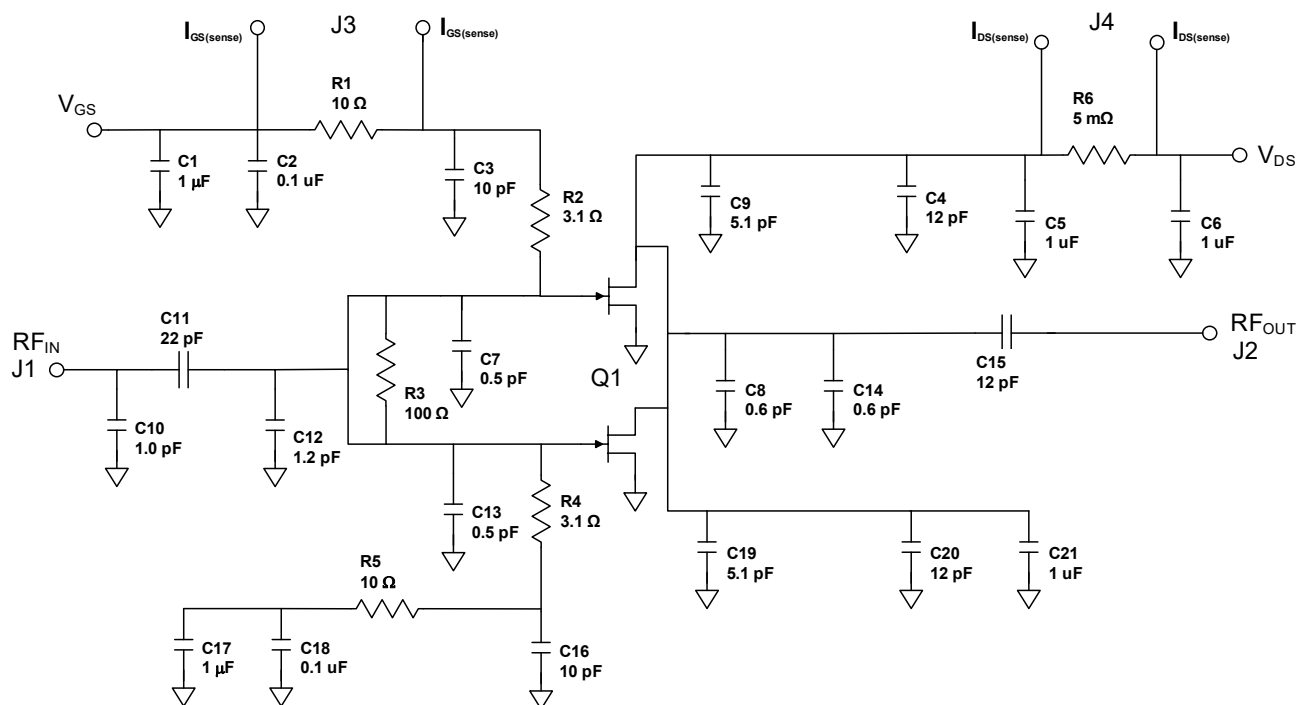 I_GS(sense)
J3
I_GS(sense)
I_DS(sense)
J4
I_DS(sense)
R1
10 Ω
R6
5 mΩ
V_GS
V_DS
C1
1 µF
C2
0.1 uF
C3
10 pF
R2
3.1 Ω
C9
5.1 pF
C4
12 pF
C5
1 uF
C6
1 uF
RF_IN
J1
C11
22 pF
C10
1.0 pF
C12
1.2 pF
R3
100 Ω
C7
0.5 pF
Q1
C8
0.6 pF
C14
0.6 pF
C15
12 pF
RF_OUT
J2
C13
0.5 pF
R4
3.1 Ω
R5
10 Ω
C19
5.1 pF
C20
12 pF
C21
1 uF
C17
1 µF
C18
0.1 uF
C16
10 pF